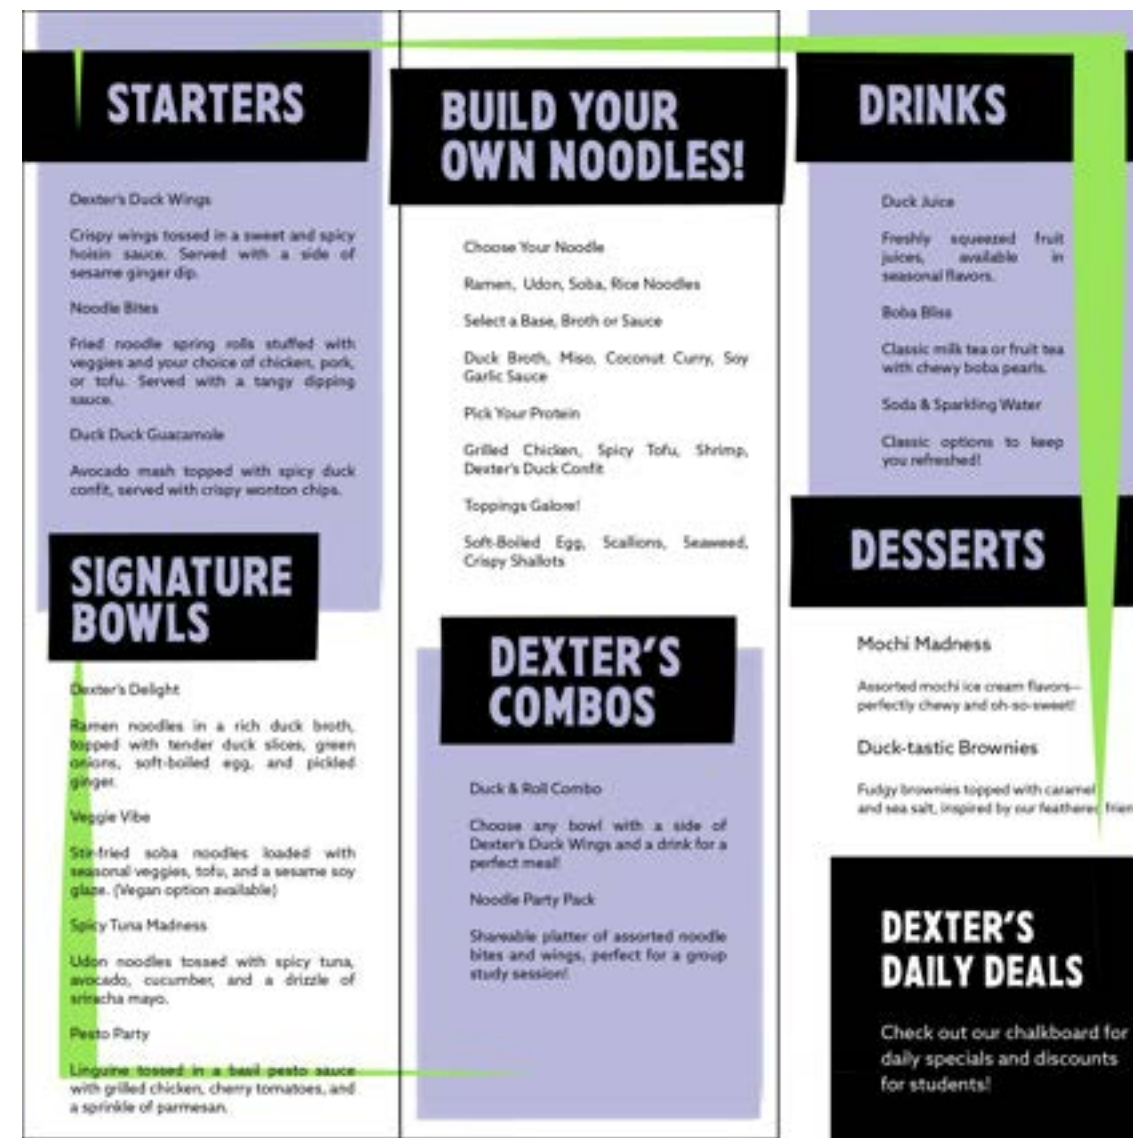 STARTERS
Dexter's Duck Wings
Crispy wings tossed in a sweet and spicy
hoisin sauce. Served with a side of
sesame ginger dip.
Noodle Bites
Fried noodle spring rolls stuffed with
veggies and your choice of chicken, pork,
or tofu. Served with a tangy dipping
sauce.
Duck Duck Guacamole
Avocado mash topped with spicy duck
confit, served with crispy wonton chips.
SIGNATURE
BOWLS
Dexter's Delight
Ramen noodles in a rich duck broth,
topped with tender duck slices, green
onions, soft-boiled egg, and pickled
ginger.
Veggie Vibe
Stir-fried soba noodles loaded with
seasonal veggies, tofu, and a sesame soy
glaze. (Vegan option available)
Spicy Tuna Madness
Udon noodles tossed with spicy tuna,
avocado, cucumber, and a drizzle of
sriracha mayo.
Pesto Party
Linguine tossed in a basil pesto sauce
with grilled chicken, cherry tomatoes, and
a sprinkle of parmesan.
BUILD YOUR
OWN NOODLES!
Choose Your Noodle
Ramen, Udon, Soba, Rice Noodles
Select a Base, Broth or Sauce
Duck Broth, Miso, Coconut Curry, Soy
Garlic Sauce
Pick Your Protein
Grilled Chicken, Spicy Tofu, Shrimp,
Dexter's Duck Confit
Toppings Galore!
Soft-Boiled Egg, Scallions, Seaweed,
Crispy Shallots
DEXTER'S
COMBOS
Duck & Roll Combo
Choose any bowl with a side of
Dexter's Duck Wings and a drink for a
perfect meal!
Noodle Party Pack
Shareable platter of assorted noodle
bites and wings, perfect for a group
study session!
DRINKS
Duck Juice
Freshly squeezed fruit
juices, available in
seasonal flavors.
Boba Bliss
Classic milk tea or fruit tea
with chewy boba pearls.
Soda & Sparkling Water
Classic options to keep
you refreshed!
DESSERTS
Mochi Madness
Assorted mochi ice cream flavors—
perfectly chewy and oh-so-sweet!
Duck-tastic Brownies
Fudgy brownies topped with caramel
and sea salt, inspired by our feathered
DEXTER'S
DAILY DEALS
Check out our chalkboard for
daily specials and discounts
for students!